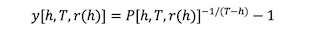 y[h, T, r(h)] = P[h, T, r(h)]^{-1/(T-h)} − 1